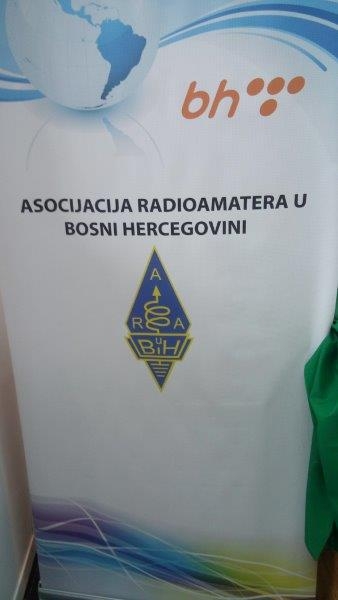 bh
ASOCIJACIJA RADIOAMATERA U
BOSNI HERCEGOVINI
A
R A
u
BiH